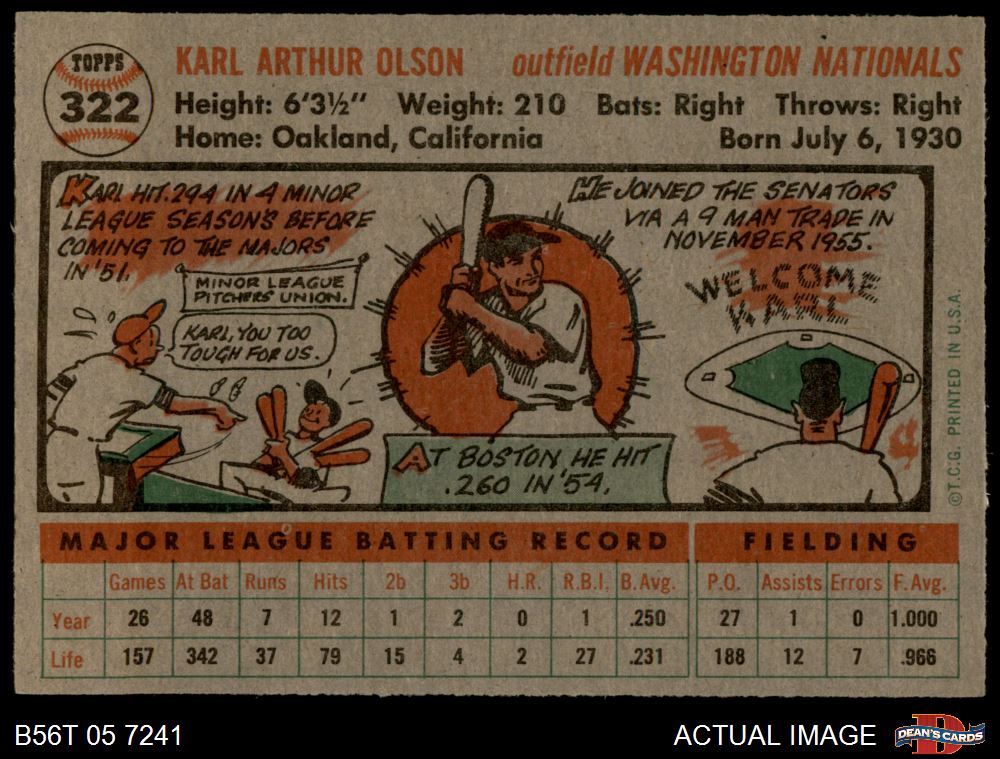 TOPPS
322
KARL ARTHUR OLSON outfield WASHINGTON NATIONALS
Height: 6'3½" Weight: 210 Bats: Right Throws: Right
Home: Oakland, California Born July 6, 1930
KARL HIT .294 IN 4 MINOR
LEAGUE SEASON'S BEFORE
COMING TO THE MAJORS
IN '51.
MINOR LEAGUE
PITCHERS' UNION.
KARL, YOU TOO
TOUGH FOR US.
AT BOSTON, HE HIT
.260 IN '54.
HE JOINED THE SENATORS
VIA A 9 MAN TRADE IN
NOVEMBER 1955.
WELCOME
KARL
©T.C.G. PRINTED IN U.S.A.
MAJOR LEAGUE BATTING RECORD FIELDING
Games At Bat Runs Hits 2b 3b H.R. R.B.I. B.Avg. P.O. Assists Errors F.Avg.
Year 26 48 7 12 1 2 0 1 .250 27 1 0 1.000
Life 157 342 37 79 15 4 2 27 .231 188 12 7 .966
B56T 05 7241 ACTUAL IMAGE
DEAN'S CARDS